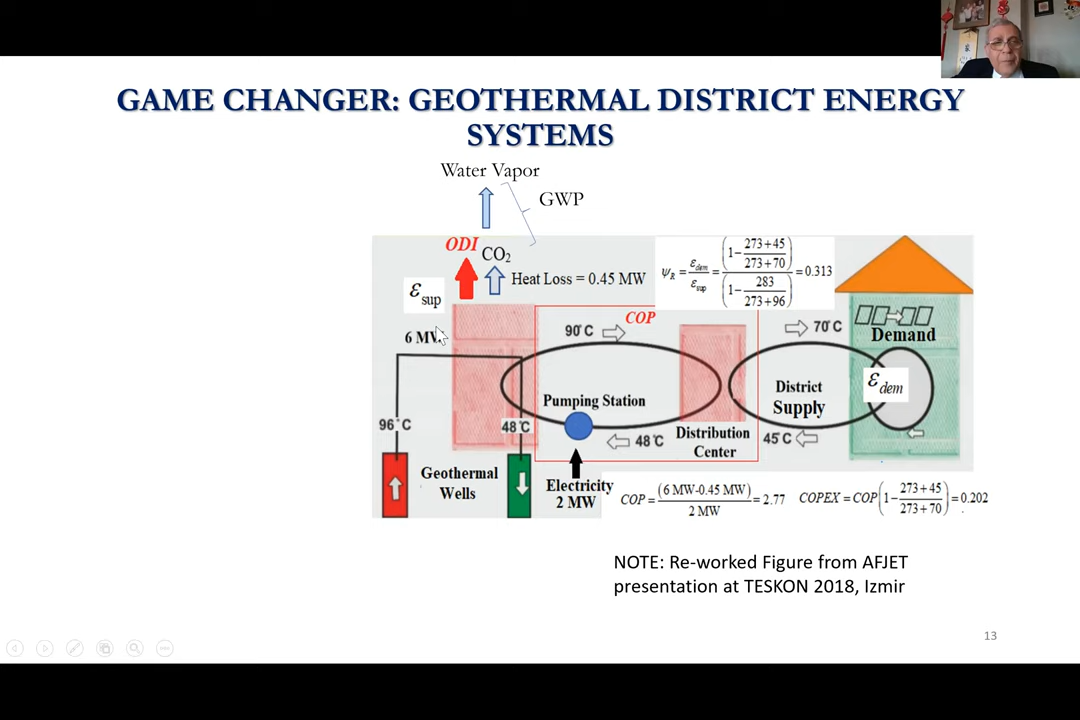 GAME CHANGER: GEOTHERMAL DISTRICT ENERGY
SYSTEMS
Water Vapor
GWP
ODI
CO₂
Heat Loss = 0.45 MW
ψR = εdem / εsup = (1 − (273+45)/(273+70)) / (1 − 283/(273+96)) = 0.313
εsup
6 MW
COP
90°C
70°C
Demand
εdem
Pumping Station
District
Supply
96°C
48°C
48°C
Distribution
Center
45°C
Geothermal
Wells
Electricity
2 MW
COP = (6 MW-0.45 MW) / 2 MW = 2.77
COPEX = COP(1 − (273+45)/(273+70)) = 0.202
NOTE: Re-worked Figure from AFJET
presentation at TESKON 2018, Izmir
13